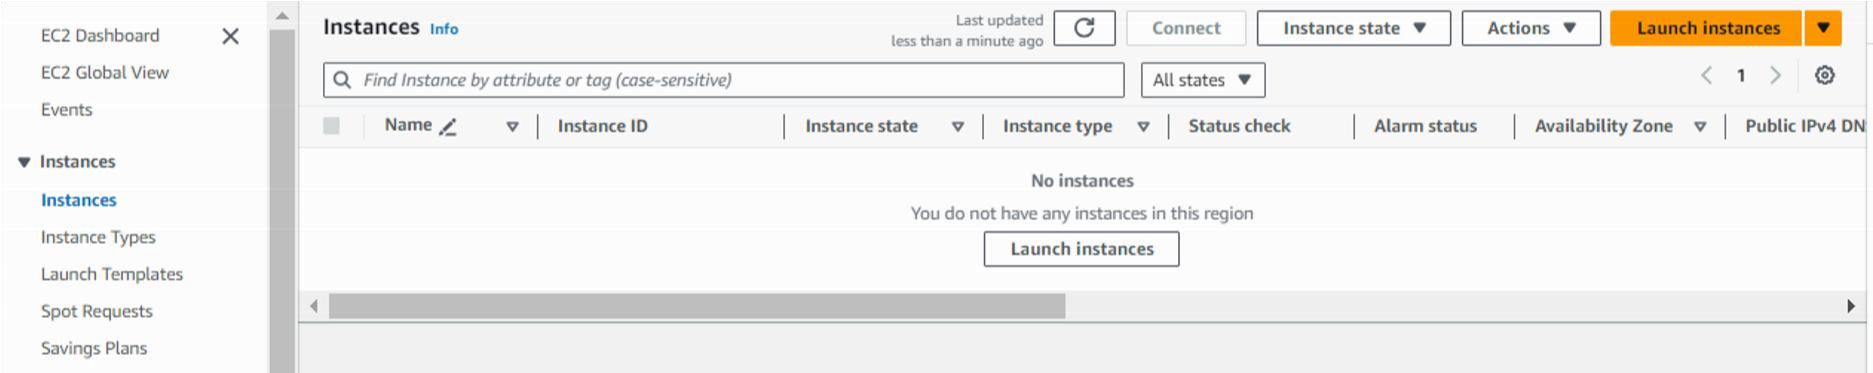 EC2 Dashboard
EC2 Global View
Events
Instances
Instances
Instance Types
Launch Templates
Spot Requests
Savings Plans
Instances Info
Last updated
less than a minute ago
Connect
Instance state
Actions
Launch instances
Find Instance by attribute or tag (case-sensitive)
All states
1
Name Instance ID Instance state Instance type Status check Alarm status Availability Zone Public IPv4 DN
No instances
You do not have any instances in this region
Launch instances